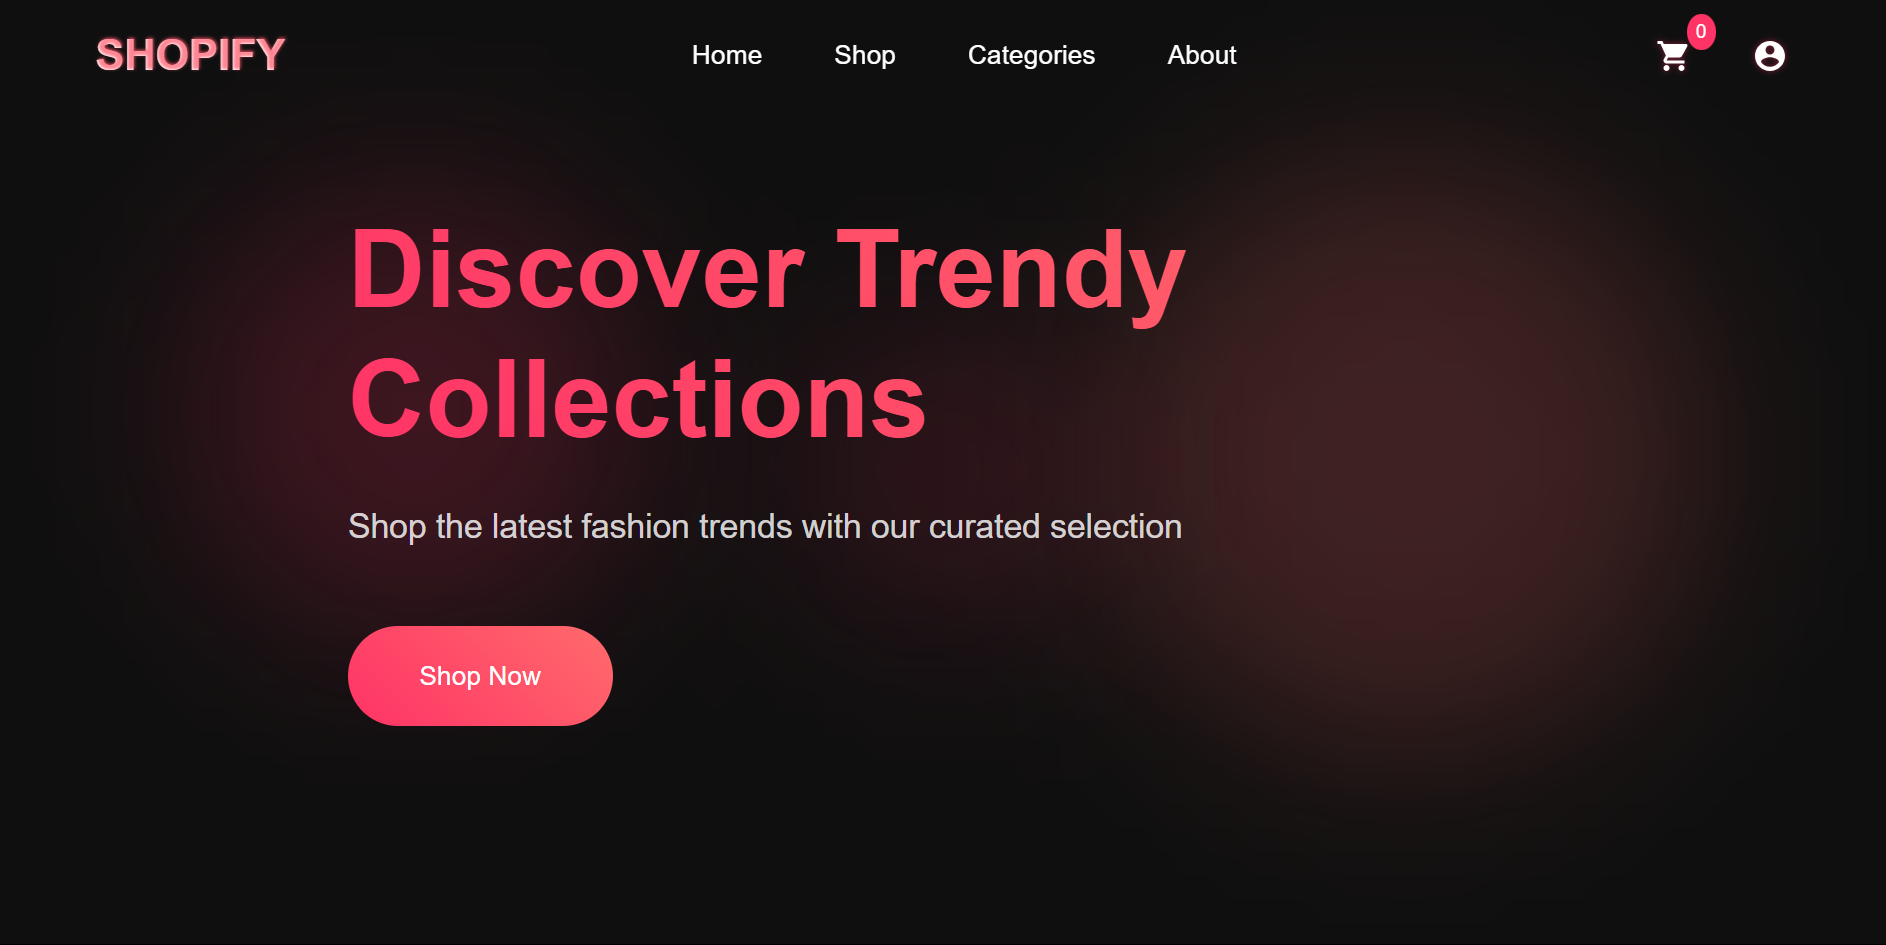 SHOPIFY
Home
Shop
Categories
About
0
Discover Trendy
Collections
Shop the latest fashion trends with our curated selection
Shop Now